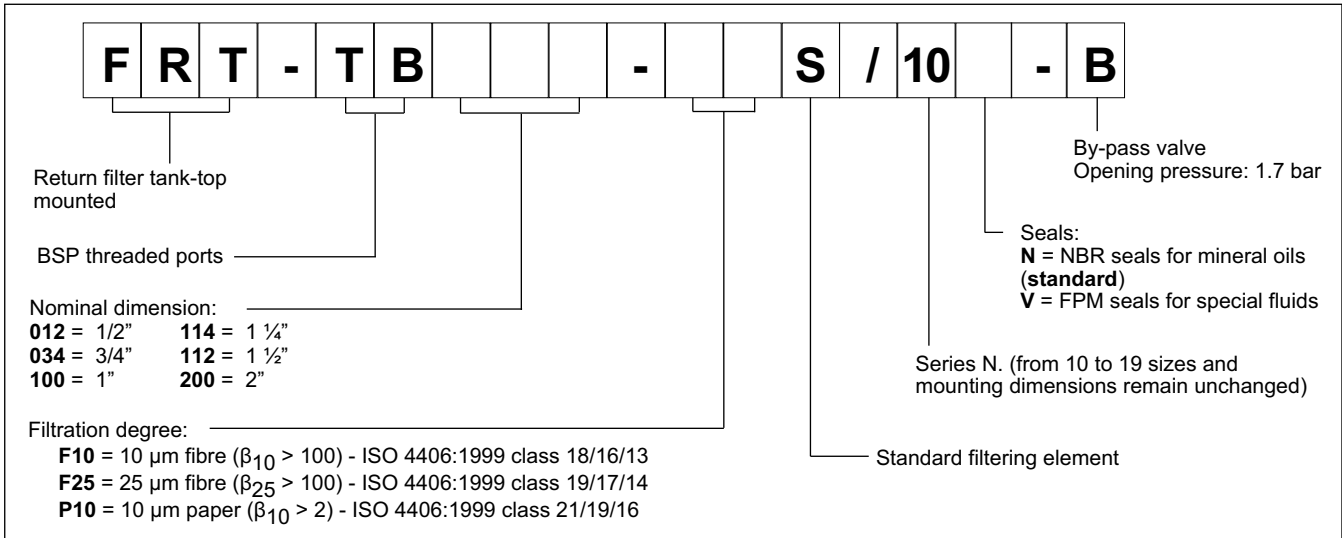 F R T - T B - S / 10 - B
Return filter tank-top
mounted
BSP threaded ports
Nominal dimension:
012 = 1/2” 114 = 1 ¼”
034 = 3/4” 112 = 1 ½”
100 = 1” 200 = 2”
Filtration degree:
F10 = 10 µm fibre (β10 > 100) - ISO 4406:1999 class 18/16/13
F25 = 25 µm fibre (β25 > 100) - ISO 4406:1999 class 19/17/14
P10 = 10 µm paper (β10 > 2) - ISO 4406:1999 class 21/19/16
By-pass valve
Opening pressure: 1.7 bar
Seals:
N = NBR seals for mineral oils
(standard)
V = FPM seals for special fluids
Series N. (from 10 to 19 sizes and
mounting dimensions remain unchanged)
Standard filtering element